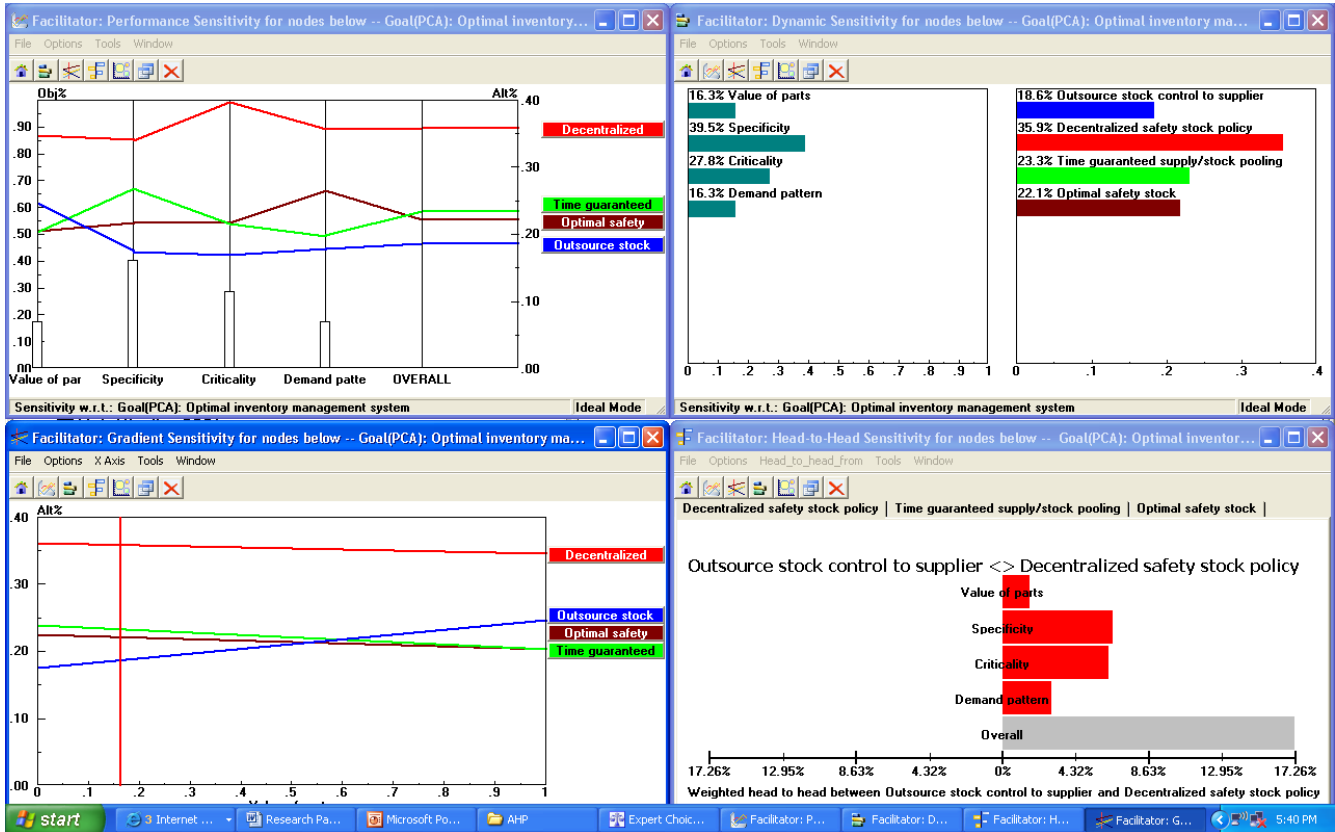 Facilitator: Performance Sensitivity for nodes below -- Goal(PCA): Optimal inventory...
File Options Tools Window
Obj% Alt%
.40
.90
.80
.30
.70
.60
.50
.20
.40
.30
.10
.20
.10
.00 .00
Decentralized
Time guaranteed
Optimal safety
Outsource stock
Value of par Specificity Criticality Demand patte OVERALL
Sensitivity w.r.t.: Goal(PCA): Optimal inventory management system Ideal Mode
Facilitator: Dynamic Sensitivity for nodes below -- Goal(PCA): Optimal inventory ma...
File Options Tools Window
16.3% Value of parts
39.5% Specificity
27.8% Criticality
16.3% Demand pattern
0 .1 .2 .3 .4 .5 .6 .7 .8 .9 1
18.6% Outsource stock control to supplier
35.9% Decentralized safety stock policy
23.3% Time guaranteed supply/stock pooling
22.1% Optimal safety stock
0 .1 .2 .3 .4
Sensitivity w.r.t.: Goal(PCA): Optimal inventory management system Ideal Mode
Facilitator: Gradient Sensitivity for nodes below -- Goal(PCA): Optimal inventory ma...
File Options X Axis Tools Window
Alt%
.40
.30
.20
.10
.00
Decentralized
Outsource stock
Optimal safety
Time guaranteed
0 .1 .2 .3 .4 .5 .6 .7 .8 .9 1
Facilitator: Head-to-Head Sensitivity for nodes below -- Goal(PCA): Optimal inventor...
File Options Head_to_head_from Tools Window
Decentralized safety stock policy | Time guaranteed supply/stock pooling | Optimal safety stock |
Outsource stock control to supplier <> Decentralized safety stock policy
Value of parts
Specificity
Criticality
Demand pattern
Overall
17.26% 12.95% 8.63% 4.32% 0% 4.32% 8.63% 12.95% 17.26%
Weighted head to head between Outsource stock control to supplier and Decentralized safety stock policy
start 3 Internet ... Research Pa... Microsoft Po... AHP Expert Choic... Facilitator: P... Facilitator: D... Facilitator: H... Facilitator: G... 5:40 PM